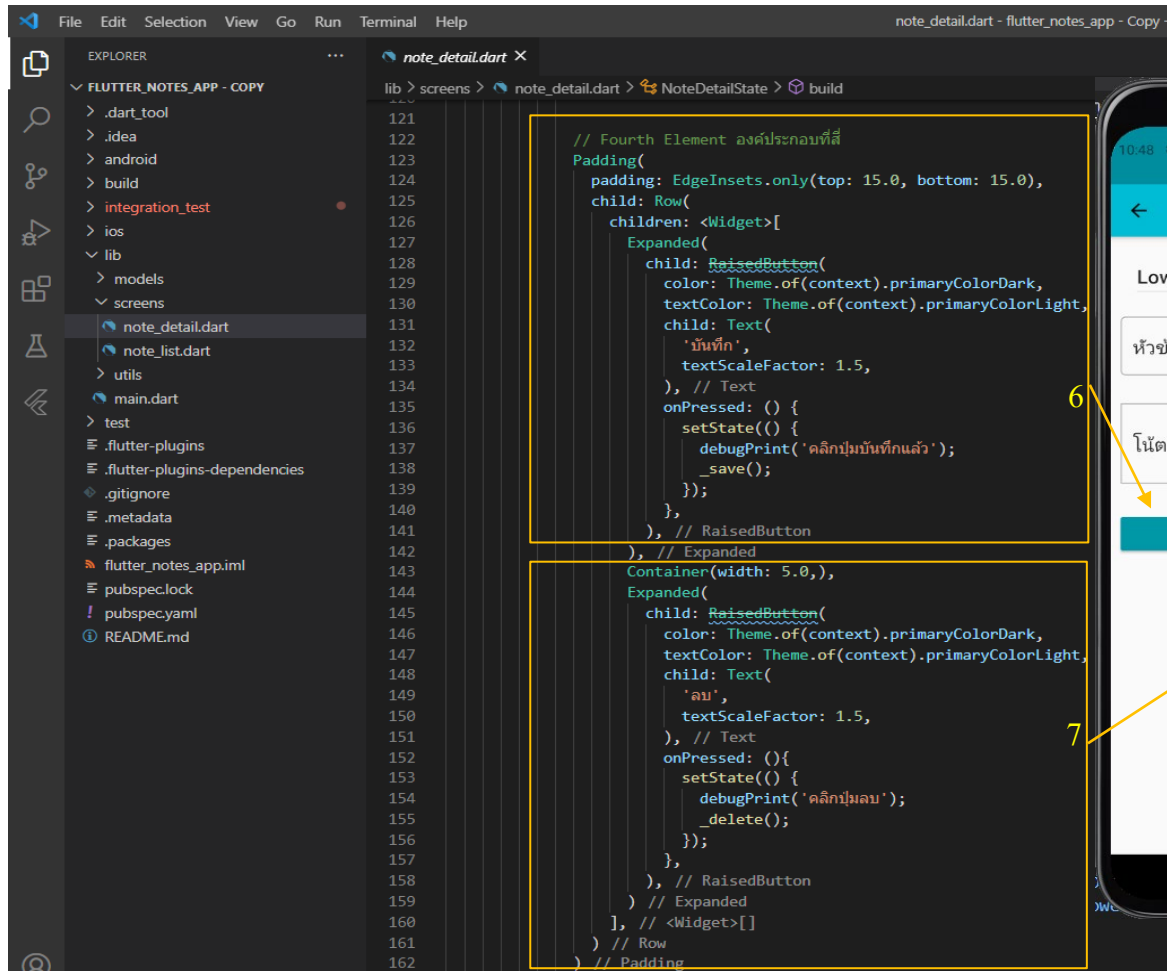 File Edit Selection View Go Run Terminal Help
note_detail.dart - flutter_notes_app - Copy -
EXPLORER
FLUTTER_NOTES_APP - COPY
.dart_tool
.idea
android
build
integration_test
ios
lib
models
screens
note_detail.dart
note_list.dart
utils
main.dart
test
.flutter-plugins
.flutter-plugins-dependencies
.gitignore
.metadata
.packages
flutter_notes_app.iml
pubspec.lock
pubspec.yaml
README.md
note_detail.dart
lib > screens > note_detail.dart > NoteDetailState > build
121
122 // Fourth Element องค์ประกอบที่สี่
123 Padding(
124 padding: EdgeInsets.only(top: 15.0, bottom: 15.0),
125 child: Row(
126 children: <Widget>[
127 Expanded(
128 child: RaisedButton(
129 color: Theme.of(context).primaryColorDark,
130 textColor: Theme.of(context).primaryColorLight,
131 child: Text(
132 'บันทึก',
133 textScaleFactor: 1.5,
134 ), // Text
135 onPressed: () {
136 setState(() {
137 debugPrint('คลิกปุ่มบันทึกแล้ว');
138 _save();
139 });
140 },
141 ), // RaisedButton
142 ), // Expanded
143 Container(width: 5.0,),
144 Expanded(
145 child: RaisedButton(
146 color: Theme.of(context).primaryColorDark,
147 textColor: Theme.of(context).primaryColorLight,
148 child: Text(
149 'ลบ',
150 textScaleFactor: 1.5,
151 ), // Text
152 onPressed: (){
153 setState(() {
154 debugPrint('คลิกปุ่มลบ');
155 _delete();
156 });
157 },
158 ), // RaisedButton
159 ) // Expanded
160 ], // <Widget>[]
161 ) // Row
162 ) // Padding
6
7
10:48
Low
หัวข้
โน้ต